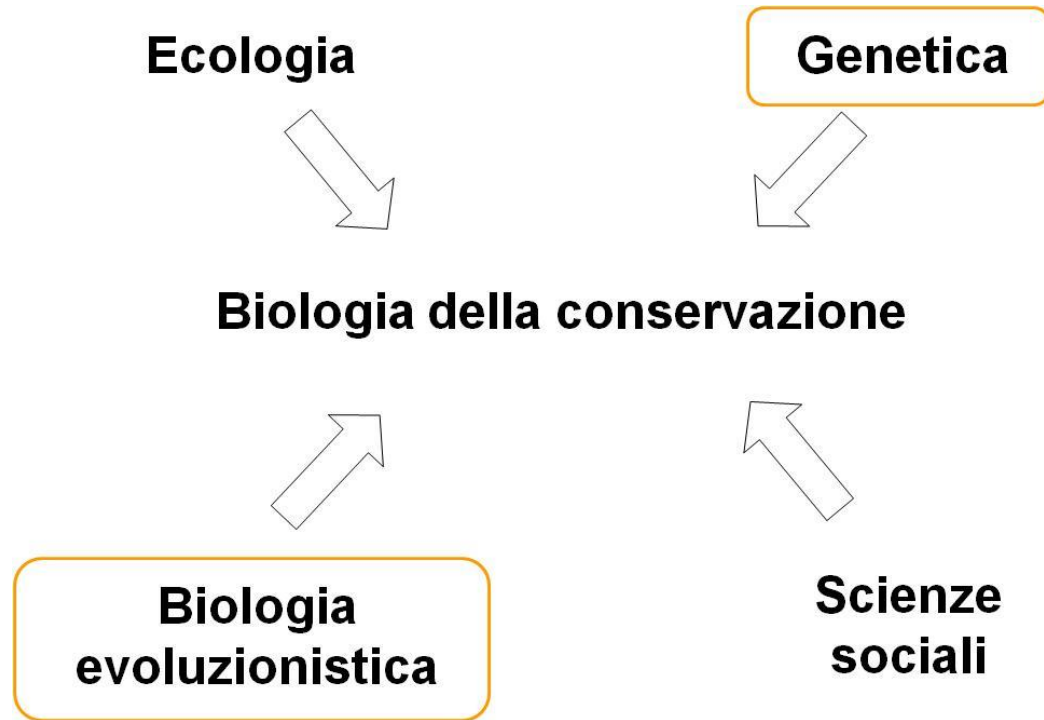 Ecologia
Genetica
Biologia della conservazione
Biologia
evoluzionistica
Scienze
sociali